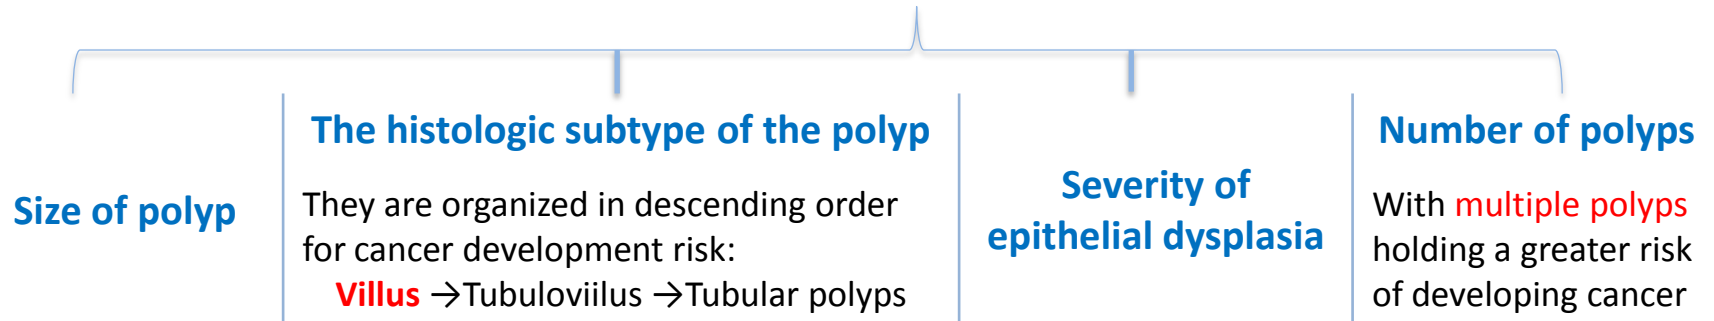 Size of polyp
The histologic subtype of the polyp
They are organized in descending order
for cancer development risk:
Villus →Tubuloviilus →Tubular polyps
Severity of
epithelial dysplasia
Number of polyps
With multiple polyps
holding a greater risk
of developing cancer